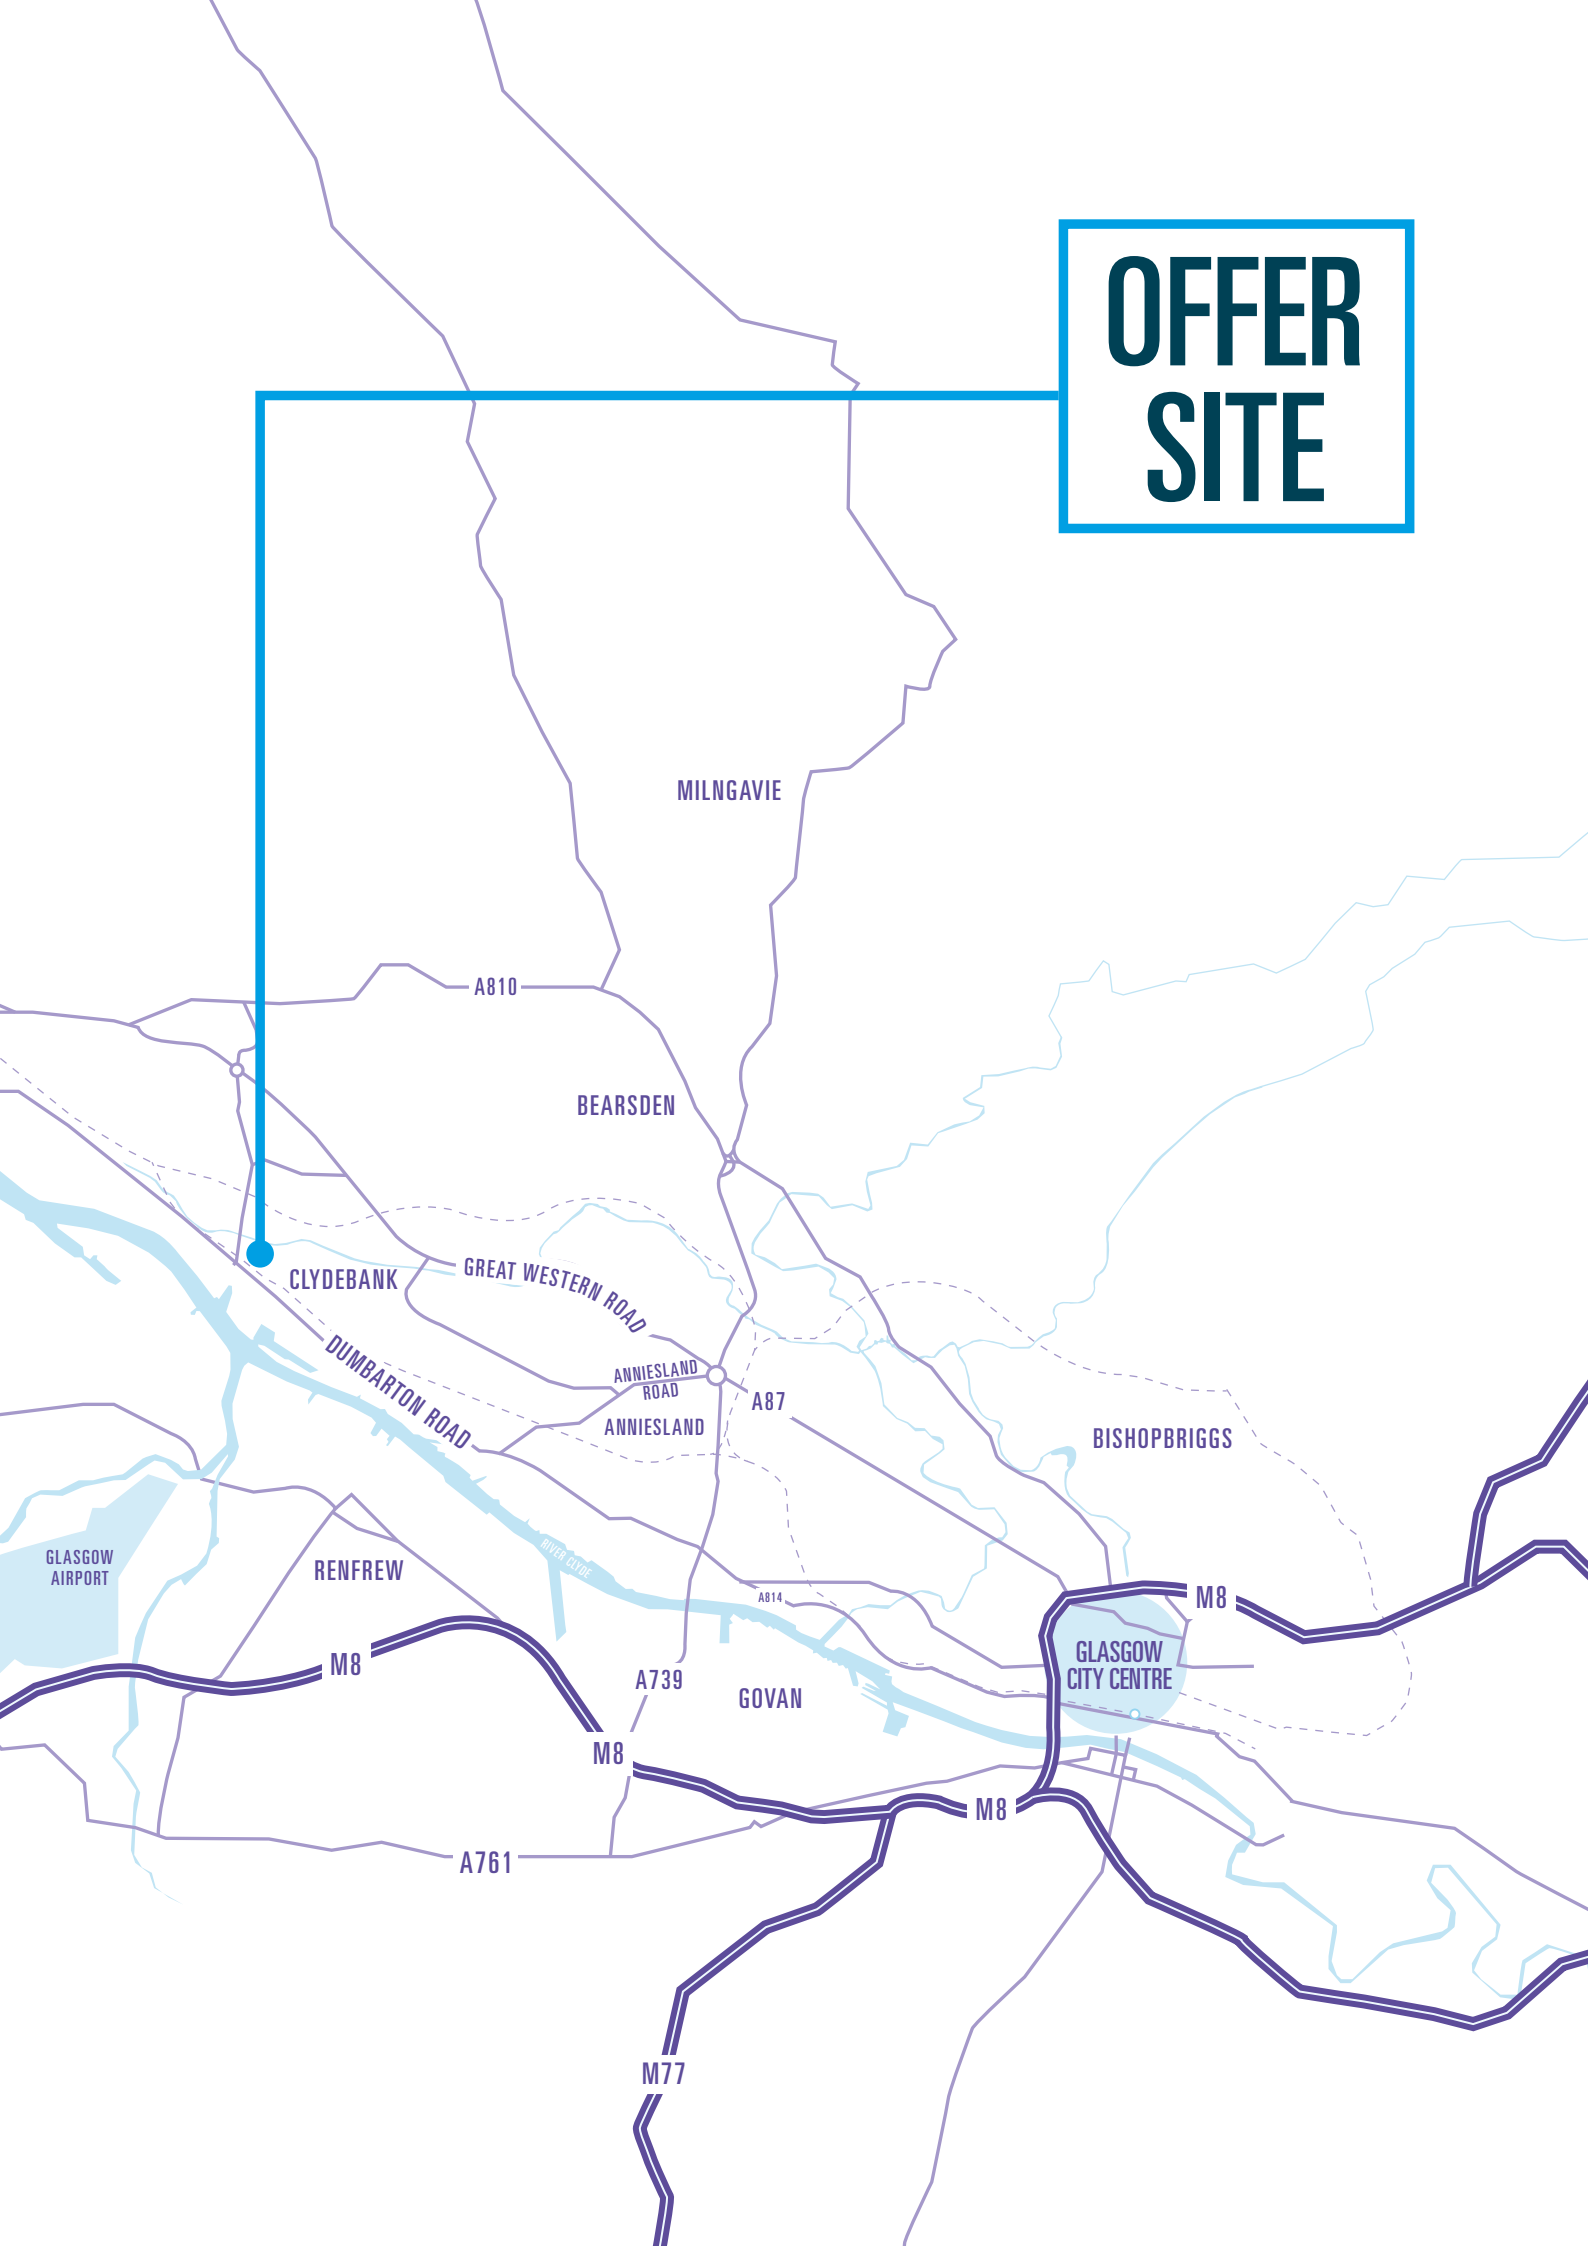 OFFER
SITE
MILNGAVIE
A810
BEARSDEN
GREAT WESTERN ROAD
CLYDEBANK
DUMBARTON ROAD
ANNIESLAND
ROAD
A87
ANNIESLAND
BISHOPBRIGGS
RIVER CLYDE
GLASGOW
AIRPORT
RENFREW
A814
M8
GLASGOW
CITY CENTRE
M8
A739
GOVAN
M8
M8
A761
M77